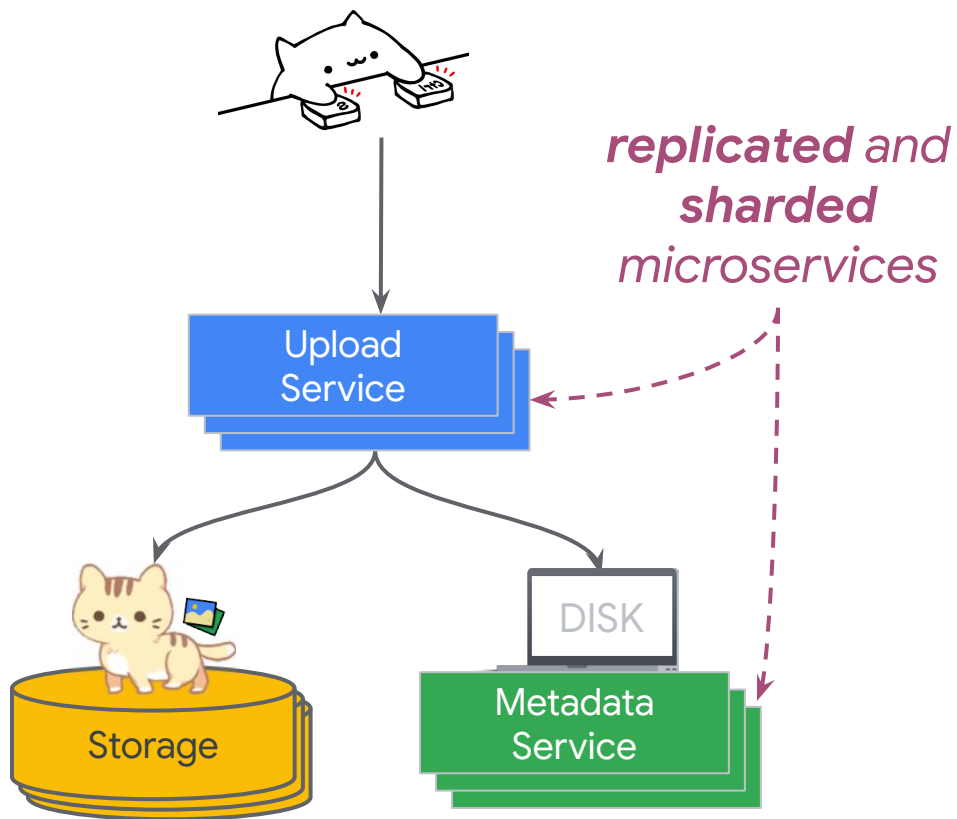 replicated and
sharded
microservices
Upload
Service
DISK
Storage
Metadata
Service